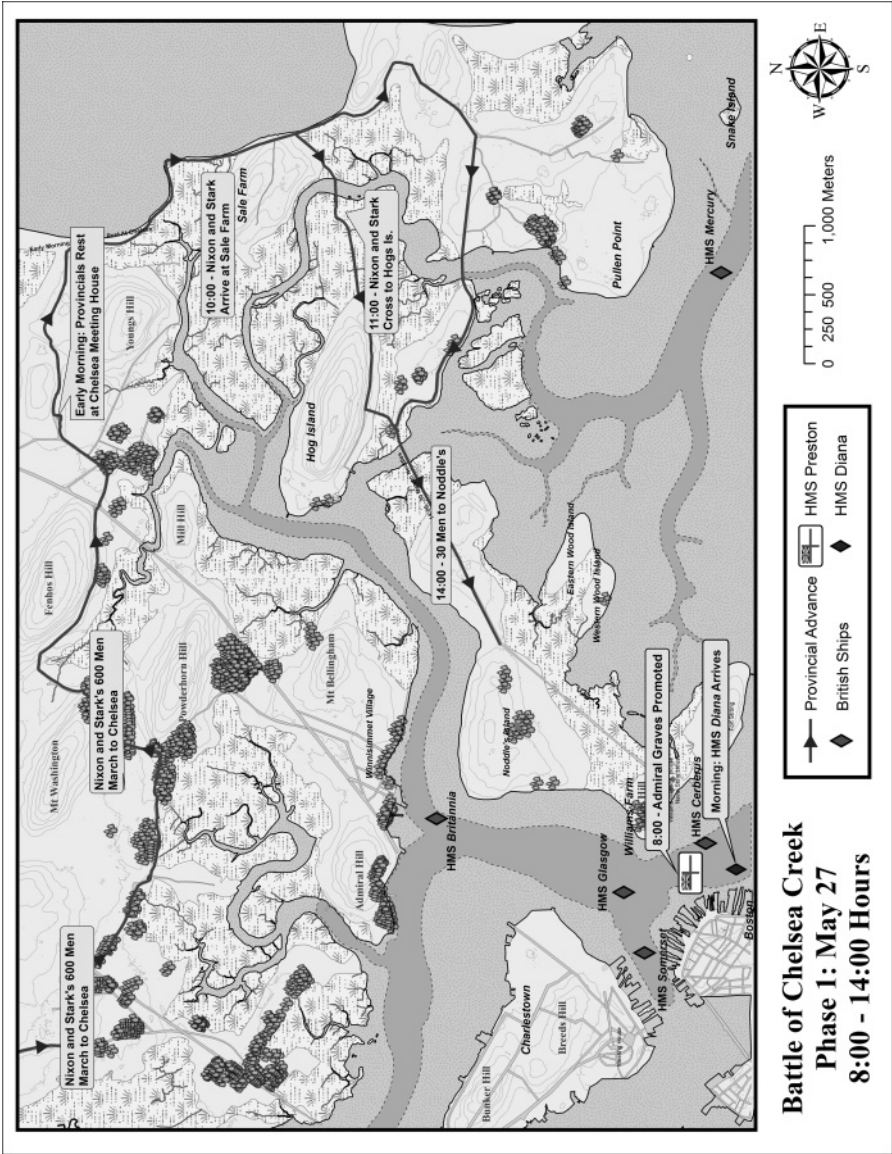 Nixon and Stark's 600 Men
March to Chelsea
Nixon and Stark's 600 Men
March to Chelsea
Early Morning: Provincials Rest
at Chelsea Meeting House
10:00 - Nixon and Stark
Arrive at Sale Farm
11:00 - Nixon and Stark
Cross to Hogs Is.
14:00 - 30 Men to Noddle's
8:00 - Admiral Graves Promoted
Morning: HMS Diana Arrives
Mt Washington
Fenhos Hill
Youngs Hill
Sale Farm
Powderhorn Hill
Mill Hill
Hog Island
Mt Bellingham
Winnisimmet Village
Admiral Hill
HMS Britannia
Noddle's Island
Eastern Wood Island
Western Wood Island
Pullen Point
Snake Island
HMS Mercury
Williams Farm
Hill
HMS Glasgow
HMS Cerberus
HMS Somerset
Boston
Charlestown
Breeds Hill
Bunker Hill
Battle of Chelsea Creek
Phase 1: May 27
8:00 - 14:00 Hours
Provincial Advance
HMS Preston
British Ships
HMS Diana
0 250 500 1,000 Meters
N
E
S
W